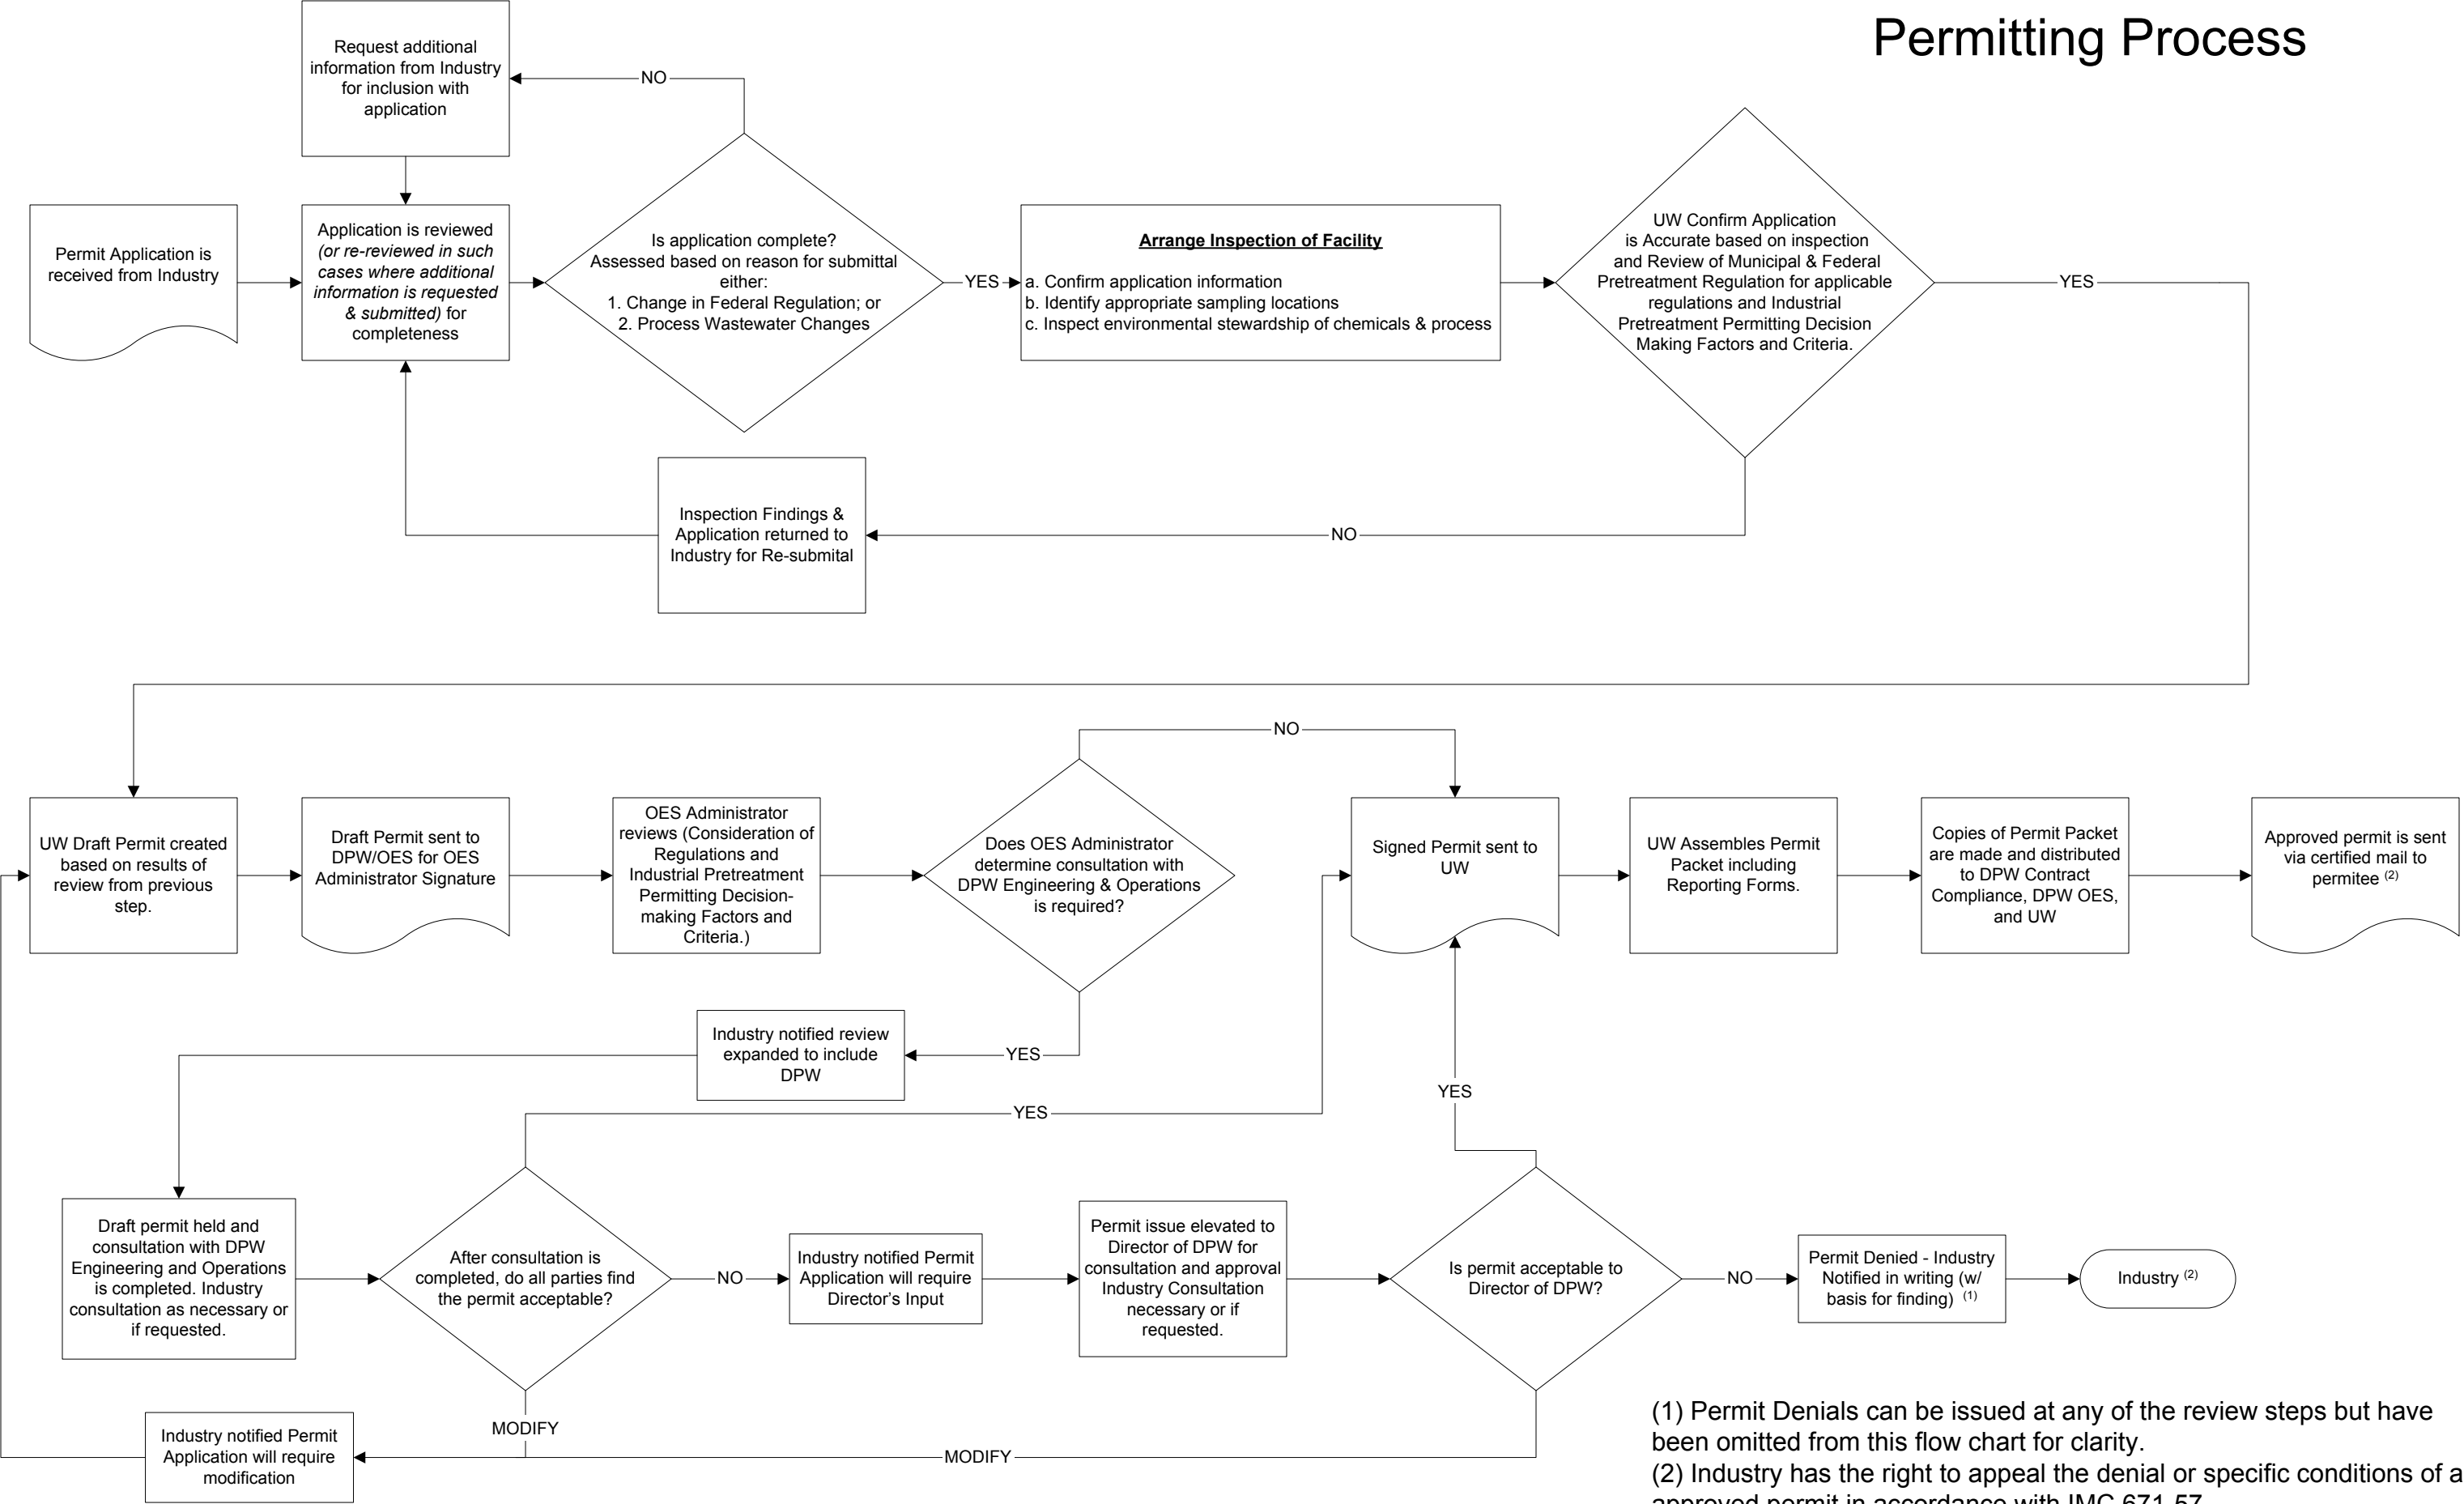 Permitting Process
Request additional
information from Industry
for inclusion with
application
NO
Permit Application is
received from Industry
Application is reviewed
(or re-reviewed in such
cases where additional
information is requested
& submitted) for
completeness
Is application complete?
Assessed based on reason for submittal
either:
1. Change in Federal Regulation; or
2. Process Wastewater Changes
YES
Arrange Inspection of Facility
a. Confirm application information
b. Identify appropriate sampling locations
c. Inspect environmental stewardship of chemicals & process
UW Confirm Application
is Accurate based on inspection
and Review of Municipal & Federal
Pretreatment Regulation for applicable
regulations and Industrial
Pretreatment Permitting Decision
Making Factors and Criteria.
YES
Inspection Findings &
Application returned to
Industry for Re-submital
NO
NO
UW Draft Permit created
based on results of
review from previous
step.
Draft Permit sent to
DPW/OES for OES
Administrator Signature
OES Administrator
reviews (Consideration of
Regulations and
Industrial Pretreatment
Permitting Decision-
making Factors and
Criteria.)
Does OES Administrator
determine consultation with
DPW Engineering & Operations
is required?
Signed Permit sent to
UW
UW Assembles Permit
Packet including
Reporting Forms.
Copies of Permit Packet
are made and distributed
to DPW Contract
Compliance, DPW OES,
and UW
Approved permit is sent
via certified mail to
permitee (2)
Industry notified review
expanded to include
DPW
YES
YES
YES
Draft permit held and
consultation with DPW
Engineering and Operations
is completed. Industry
consultation as necessary or
if requested.
After consultation is
completed, do all parties find
the permit acceptable?
NO
Industry notified Permit
Application will require
Director's Input
Permit issue elevated to
Director of DPW for
consultation and approval
Industry Consultation
necessary or if
requested.
Is permit acceptable to
Director of DPW?
NO
Permit Denied - Industry
Notified in writing (w/
basis for finding) (1)
Industry (2)
MODIFY
Industry notified Permit
Application will require
modification
MODIFY
(1) Permit Denials can be issued at any of the review steps but have
been omitted from this flow chart for clarity.
(2) Industry has the right to appeal the denial or specific conditions of a
approved permit in accordance with IMC 671-57